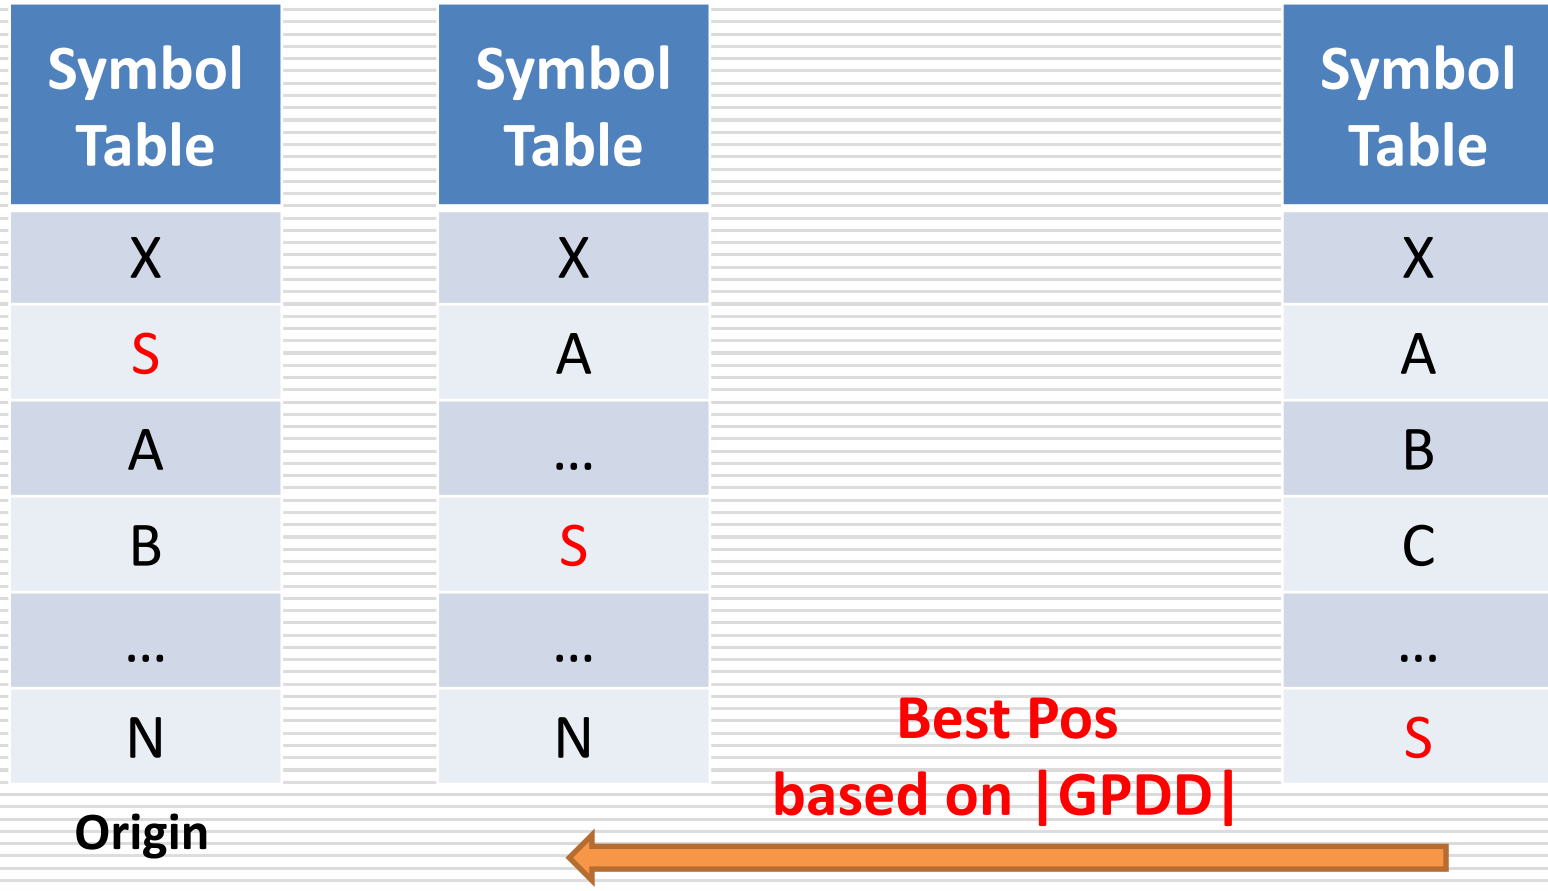 Symbol
Table
X
S
A
B
...
N
Origin
Symbol
Table
X
A
...
S
...
N
Best Pos
based on |GPDD|
Symbol
Table
X
A
B
C
...
S